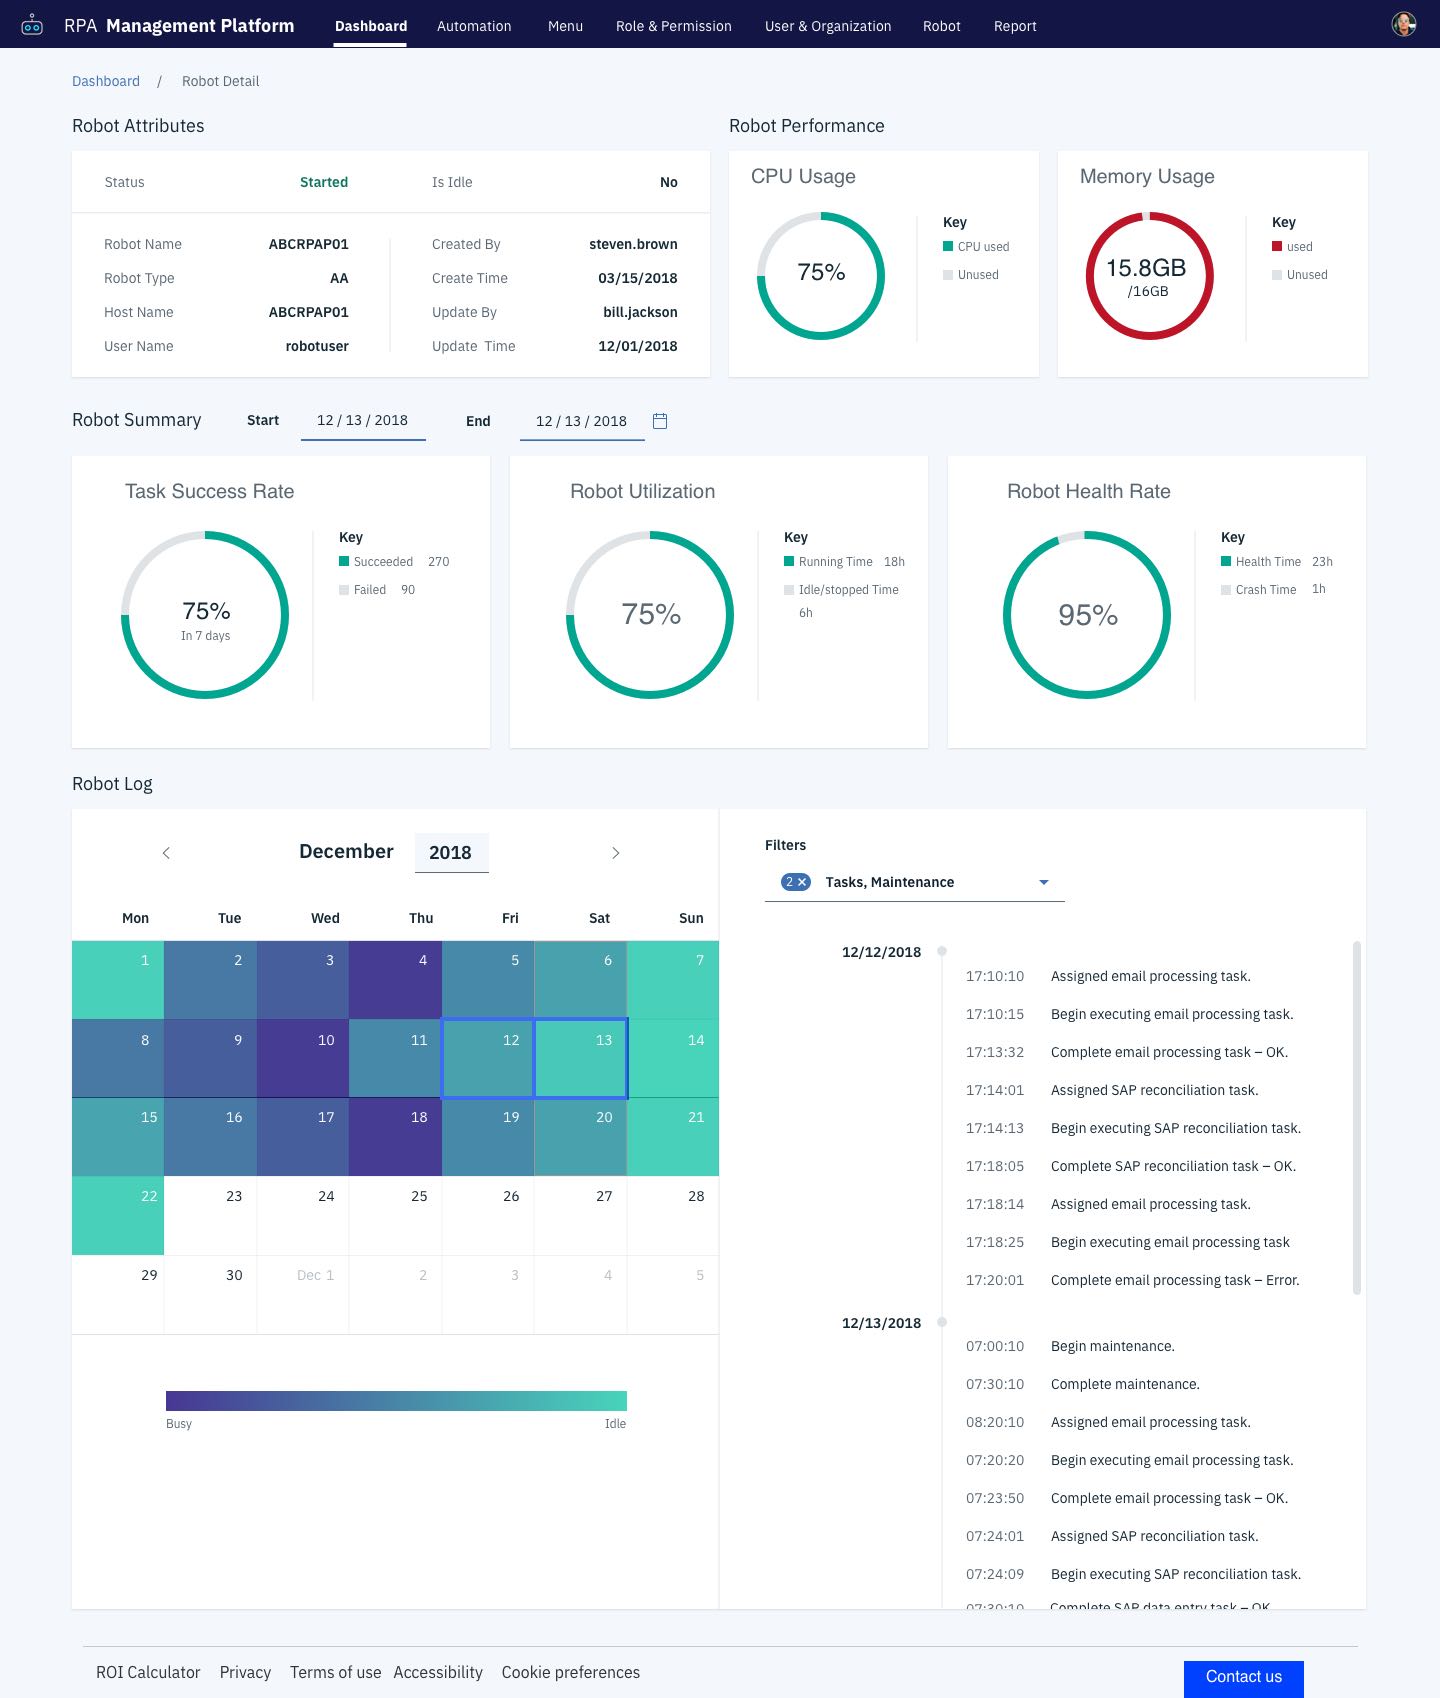 RPA Management Platform Dashboard Automation Menu Role & Permission User & Organization Robot Report
Dashboard / Robot Detail
Robot Attributes
Status Started Is Idle No
Robot Name ABCRPAP01 Created By steven.brown
Robot Type AA Create Time 03/15/2018
Host Name ABCRPAP01 Update By bill.jackson
User Name robotuser Update Time 12/01/2018
Robot Performance
CPU Usage
75%
Key
CPU used
Unused
Memory Usage
15.8GB
/16GB
Key
used
Unused
Robot Summary Start 12 / 13 / 2018 End 12 / 13 / 2018
Task Success Rate
75%
In 7 days
Key
Succeeded 270
Failed 90
Robot Utilization
75%
Key
Running Time 18h
Idle/stopped Time
6h
Robot Health Rate
95%
Key
Health Time 23h
Crash Time 1h
Robot Log
December 2018
Mon Tue Wed Thu Fri Sat Sun
1 2 3 4 5 6 7
8 9 10 11 12 13 14
15 16 17 18 19 20 21
22 23 24 25 26 27 28
29 30 Dec 1 2 3 4 5
Busy Idle
Filters
2 × Tasks, Maintenance
12/12/2018
17:10:10 Assigned email processing task.
17:10:15 Begin executing email processing task.
17:13:32 Complete email processing task – OK.
17:14:01 Assigned SAP reconciliation task.
17:14:13 Begin executing SAP reconciliation task.
17:18:05 Complete SAP reconciliation task – OK.
17:18:14 Assigned email processing task.
17:18:25 Begin executing email processing task
17:20:01 Complete email processing task – Error.
12/13/2018
07:00:10 Begin maintenance.
07:30:10 Complete maintenance.
08:20:10 Assigned email processing task.
07:20:20 Begin executing email processing task.
07:23:50 Complete email processing task – OK.
07:24:01 Assigned SAP reconciliation task.
07:24:09 Begin executing SAP reconciliation task.
07:30:10 Complete SAP data entry task – OK
ROI Calculator Privacy Terms of use Accessibility Cookie preferences Contact us